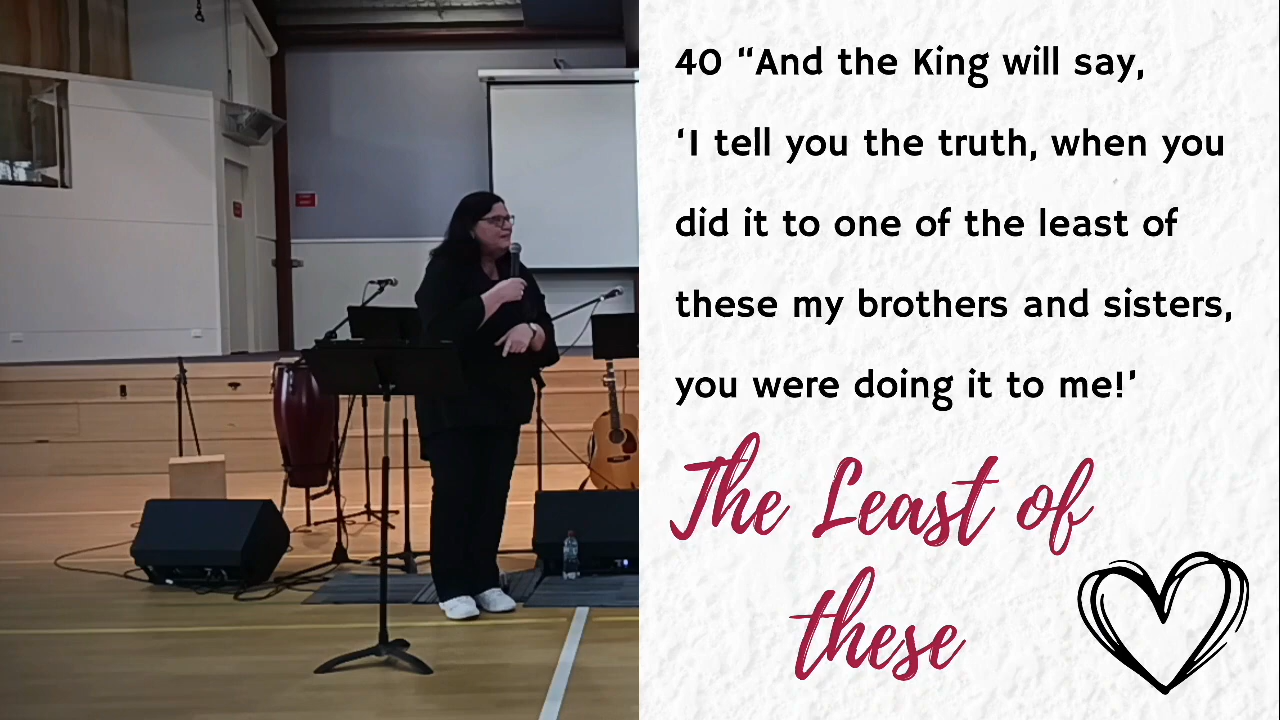 40 “And the King will say,
‘I tell you the truth, when you
did it to one of the least of
these my brothers and sisters,
you were doing it to me!’
The Least of
these